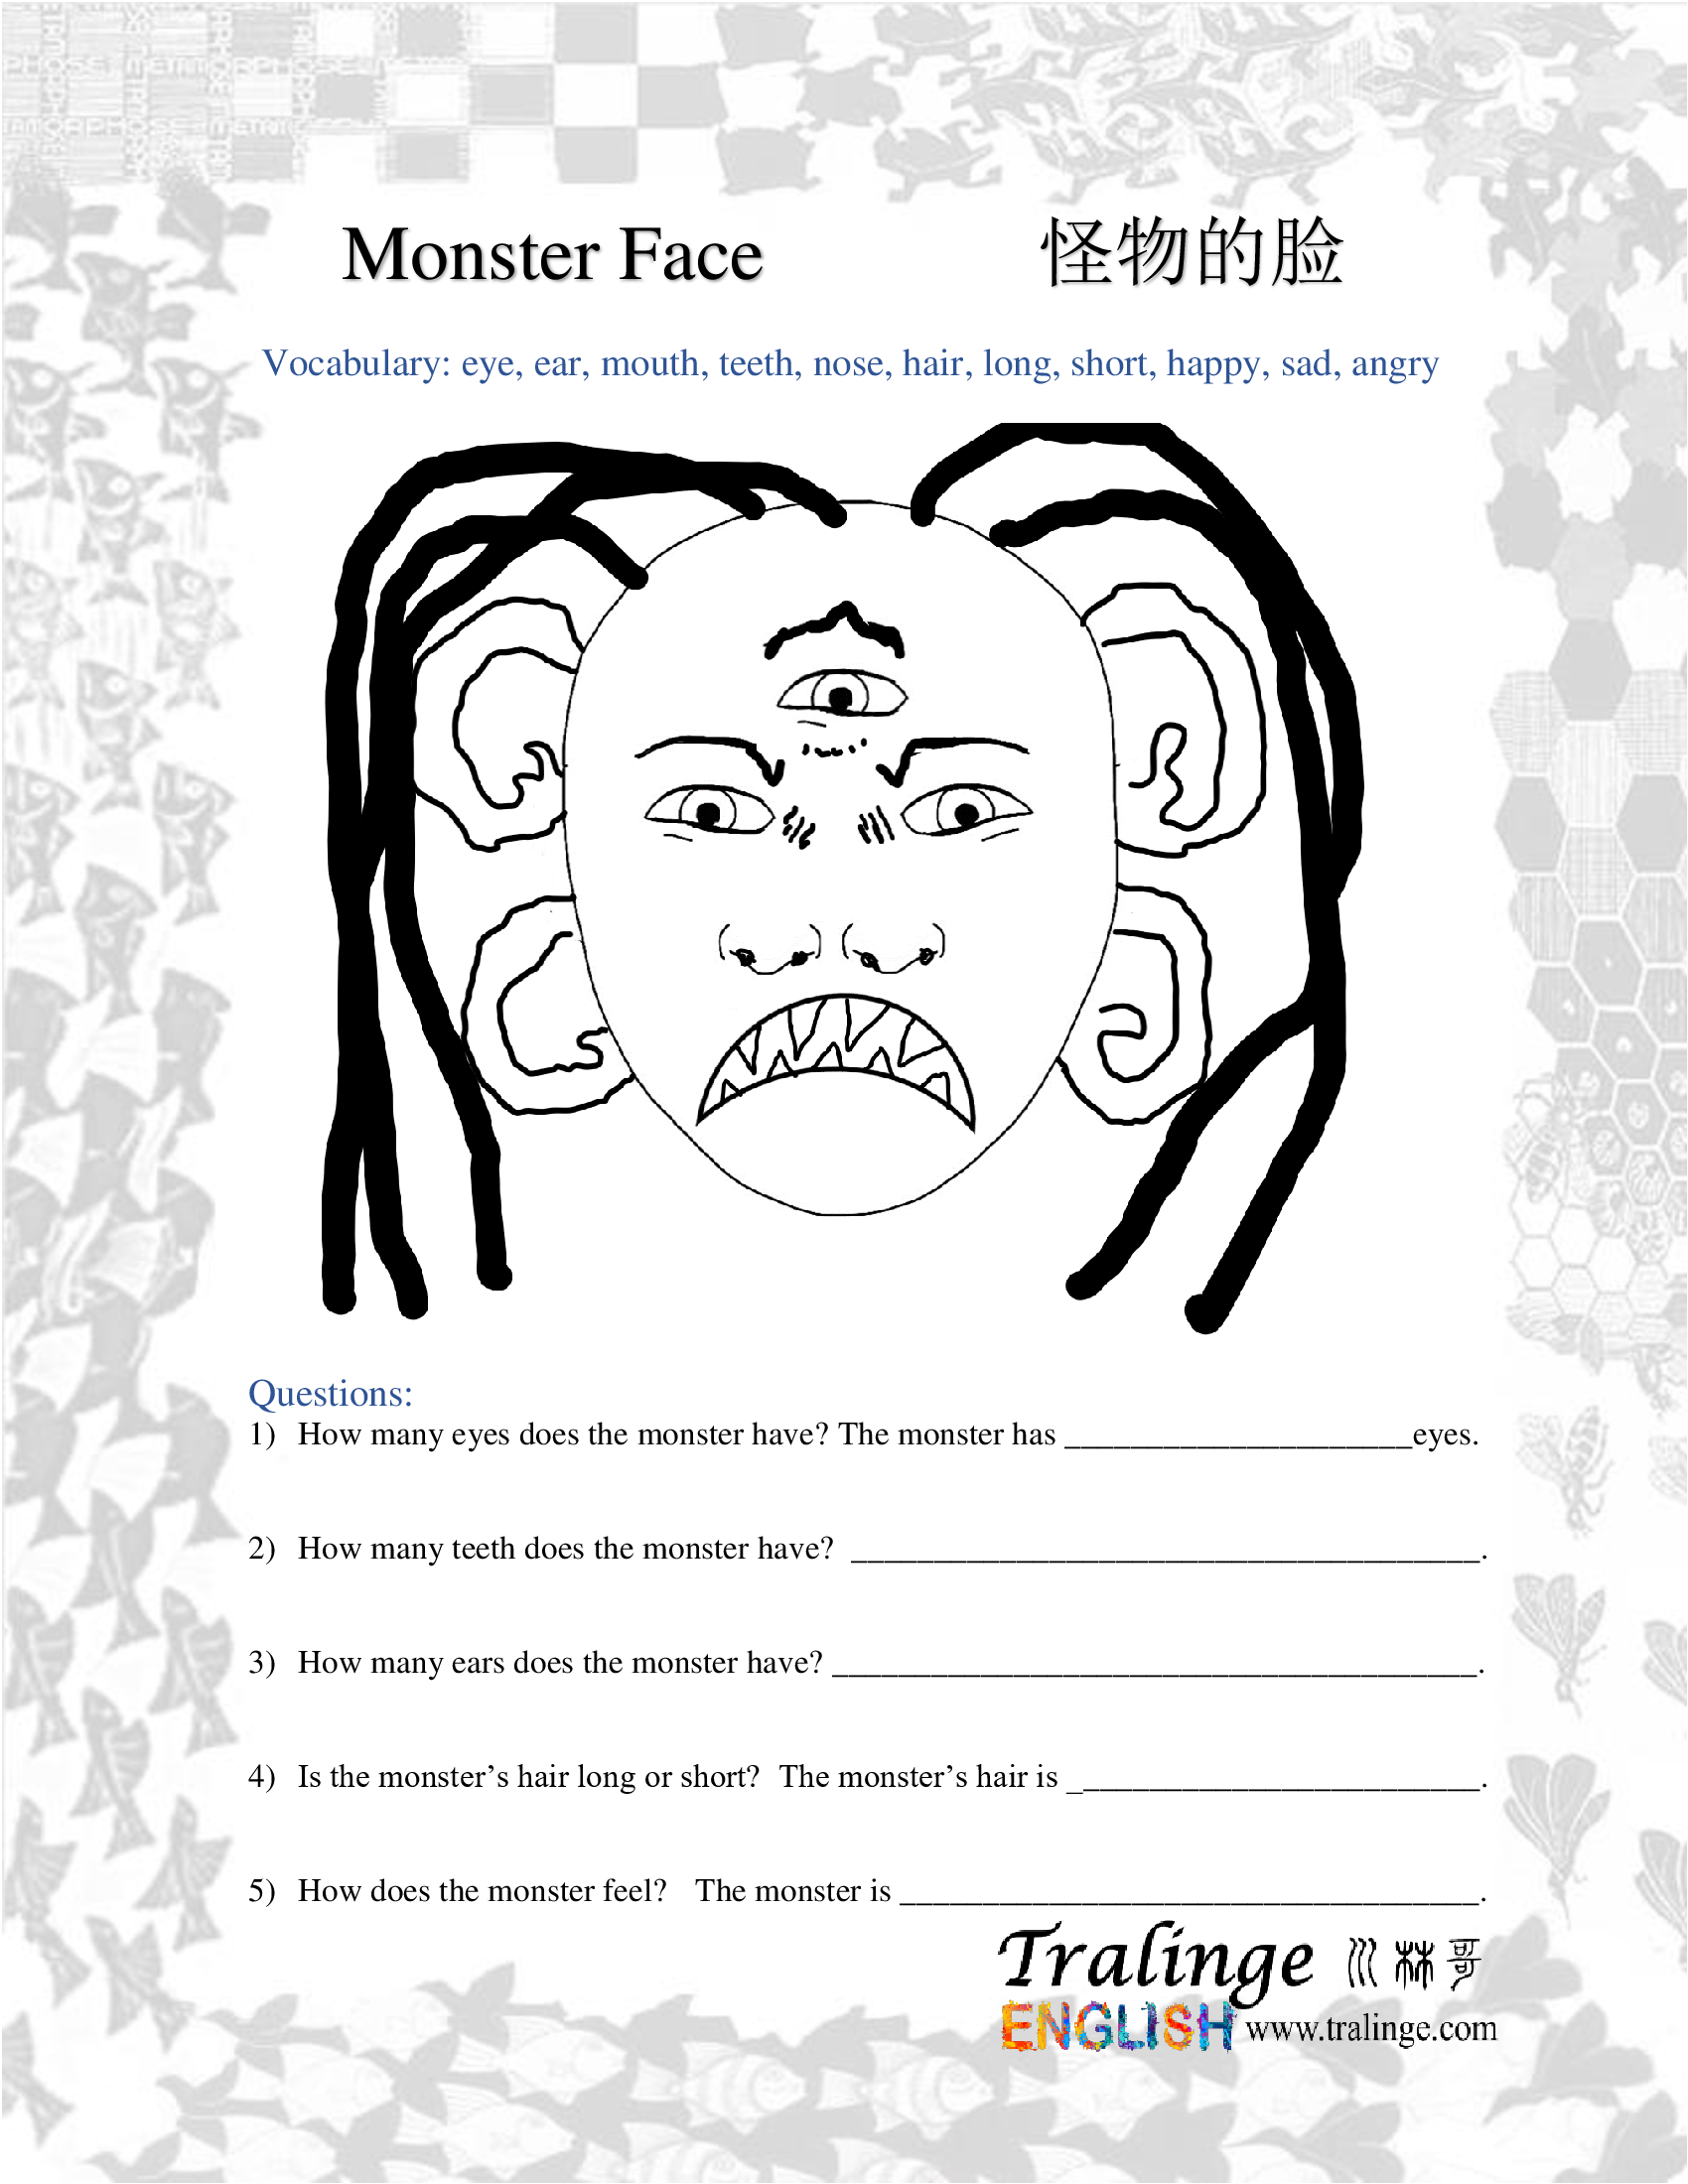 Monster Face 怪物的脸
Vocabulary: eye, ear, mouth, teeth, nose, hair, long, short, happy, sad, angry
Questions:
1) How many eyes does the monster have? The monster has _____________________eyes.
2) How many teeth does the monster have? ______________________________________.
3) How many ears does the monster have? _______________________________________.
4) Is the monster’s hair long or short? The monster’s hair is _________________________.
5) How does the monster feel? The monster is ___________________________________.
Tralinge 川林哥
ENGLISH www.tralinge.com